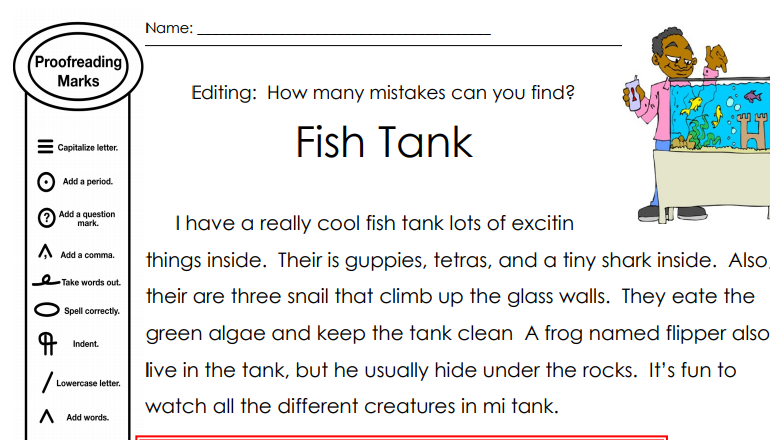 Name: ___________________________________
Proofreading
Marks
Editing: How many mistakes can you find?
Fish Tank
Capitalize letter.
Add a period.
Add a question
mark.
Add a comma.
Take words out.
Spell correctly.
Indent.
Lowercase letter.
Add words.
I have a really cool fish tank lots of excitin
things inside. Their is guppies, tetras, and a tiny shark inside. Also,
their are three snail that climb up the glass walls. They eate the
green algae and keep the tank clean A frog named flipper also
live in the tank, but he usually hide under the rocks. It’s fun to
watch all the different creatures in mi tank.